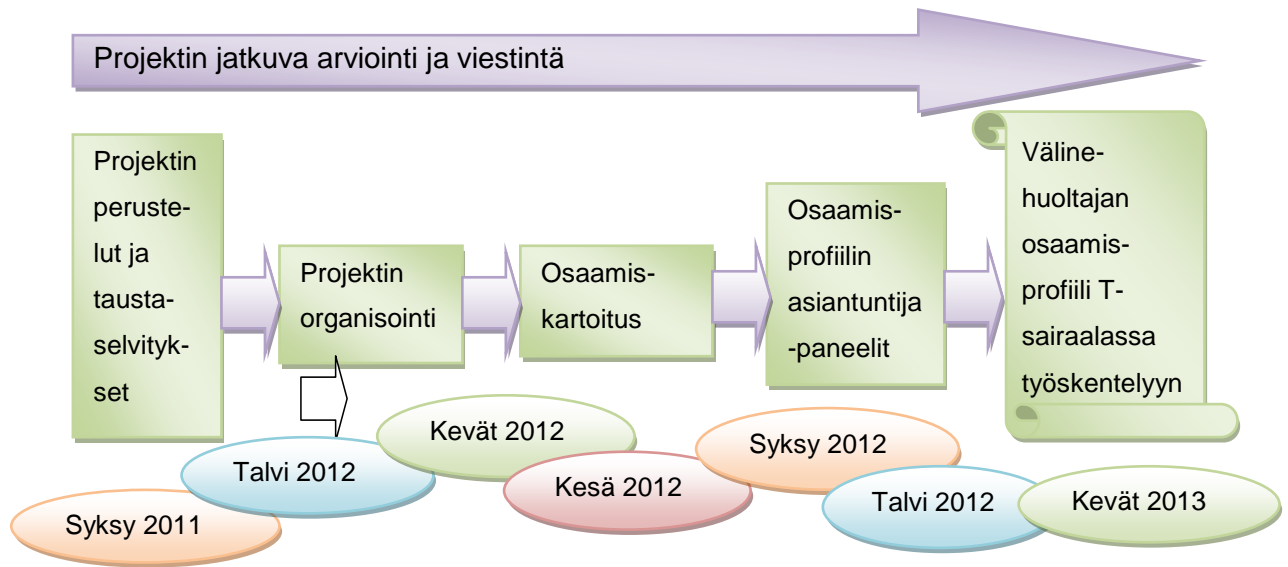 Projektin jatkuva arviointi ja viestintä
Projektin
peruste-
lut ja
tausta-
selvityk-
set
Projektin
organisointi
Osaamis-
kartoitus
Osaamis-
profiilin
asiantuntija
-paneelit
Väline-
huoltajan
osaamis-
profiili T-
sairaalassa
työskentelyyn
Syksy 2011
Talvi 2012
Kevät 2012
Kesä 2012
Syksy 2012
Talvi 2012
Kevät 2013